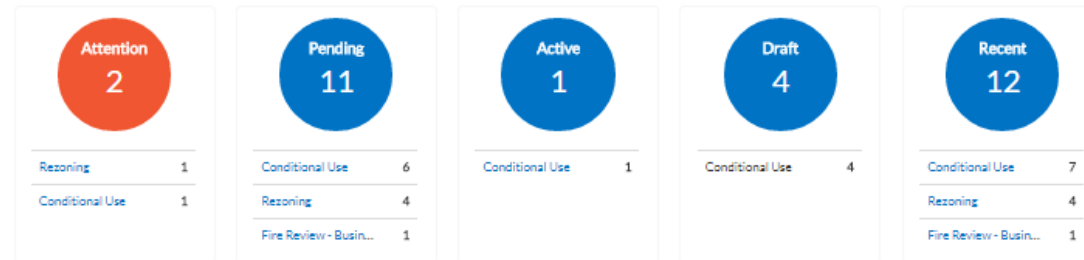 Attention
2
Rezoning 1
Conditional Use 1
Pending
11
Conditional Use 6
Rezoning 4
Fire Review - Busin... 1
Active
1
Conditional Use 1
Draft
4
Conditional Use 4
Recent
12
Conditional Use 7
Rezoning 4
Fire Review - Busin... 1